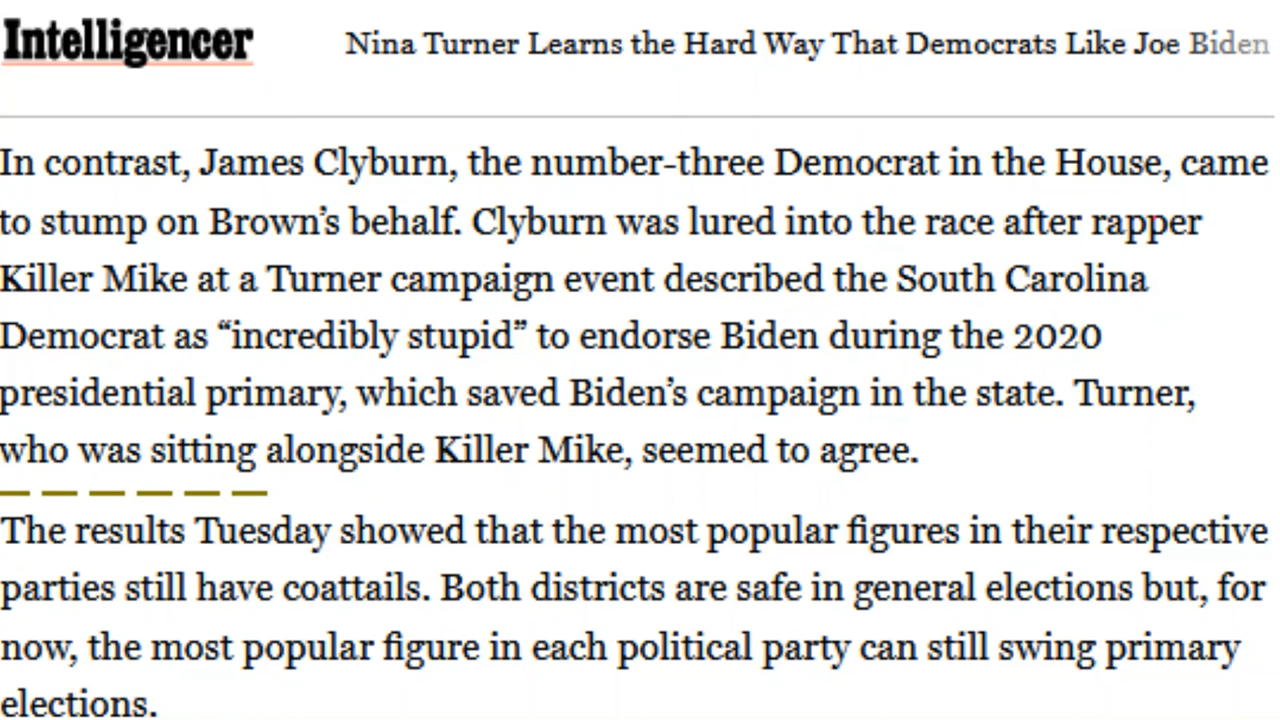 Intelligencer
Nina Turner Learns the Hard Way That Democrats Like Joe Biden
In contrast, James Clyburn, the number-three Democrat in the House, came
to stump on Brown’s behalf. Clyburn was lured into the race after rapper
Killer Mike at a Turner campaign event described the South Carolina
Democrat as “incredibly stupid” to endorse Biden during the 2020
presidential primary, which saved Biden’s campaign in the state. Turner,
who was sitting alongside Killer Mike, seemed to agree.
The results Tuesday showed that the most popular figures in their respective
parties still have coattails. Both districts are safe in general elections but, for
now, the most popular figure in each political party can still swing primary
elections.